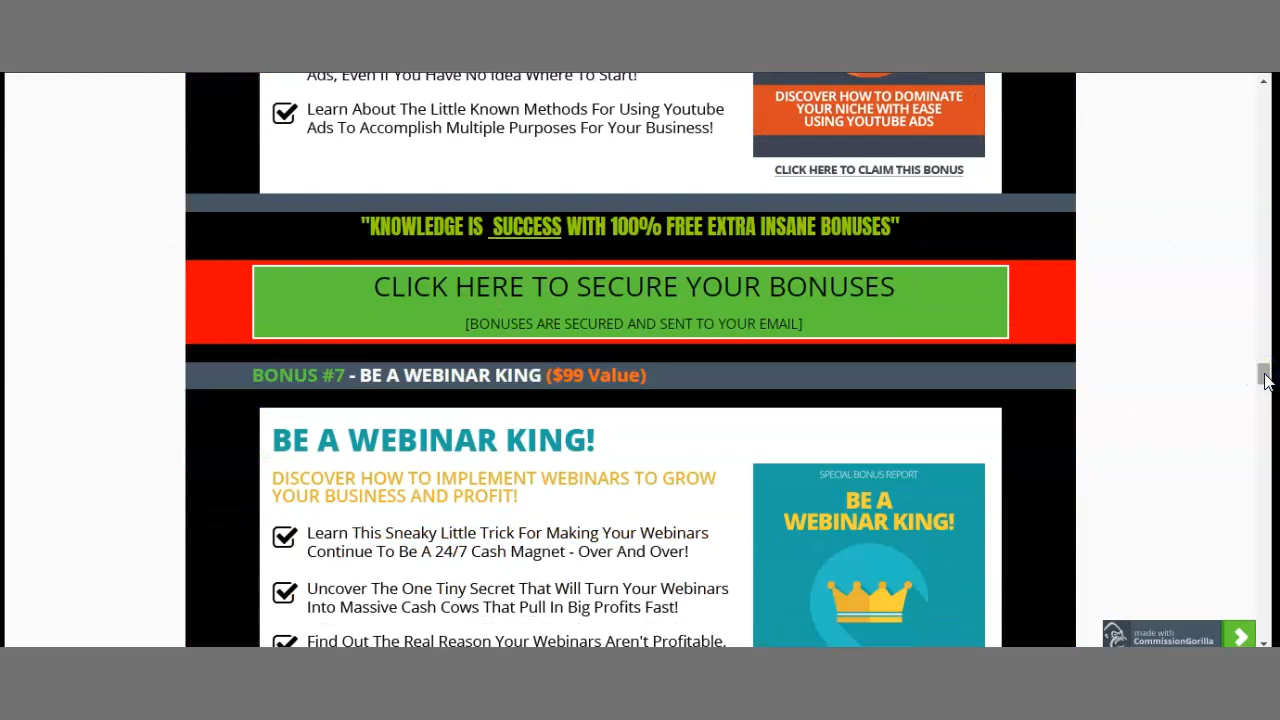 Ads, Even If You Have No Idea Where To Start!
Learn About The Little Known Methods For Using Youtube
Ads To Accomplish Multiple Purposes For Your Business!
DISCOVER HOW TO DOMINATE
YOUR NICHE WITH EASE
USING YOUTUBE ADS
CLICK HERE TO CLAIM THIS BONUS
"KNOWLEDGE IS SUCCESS WITH 100% FREE EXTRA INSANE BONUSES"
CLICK HERE TO SECURE YOUR BONUSES
[BONUSES ARE SECURED AND SENT TO YOUR EMAIL]
BONUS #7 - BE A WEBINAR KING ($99 Value)
BE A WEBINAR KING!
DISCOVER HOW TO IMPLEMENT WEBINARS TO GROW
YOUR BUSINESS AND PROFIT!
Learn This Sneaky Little Trick For Making Your Webinars
Continue To Be A 24/7 Cash Magnet - Over And Over!
Uncover The One Tiny Secret That Will Turn Your Webinars
Into Massive Cash Cows That Pull In Big Profits Fast!
Find Out The Real Reason Your Webinars Aren't Profitable,
SPECIAL BONUS REPORT
BE A
WEBINAR KING!
made with
CommissionGorilla